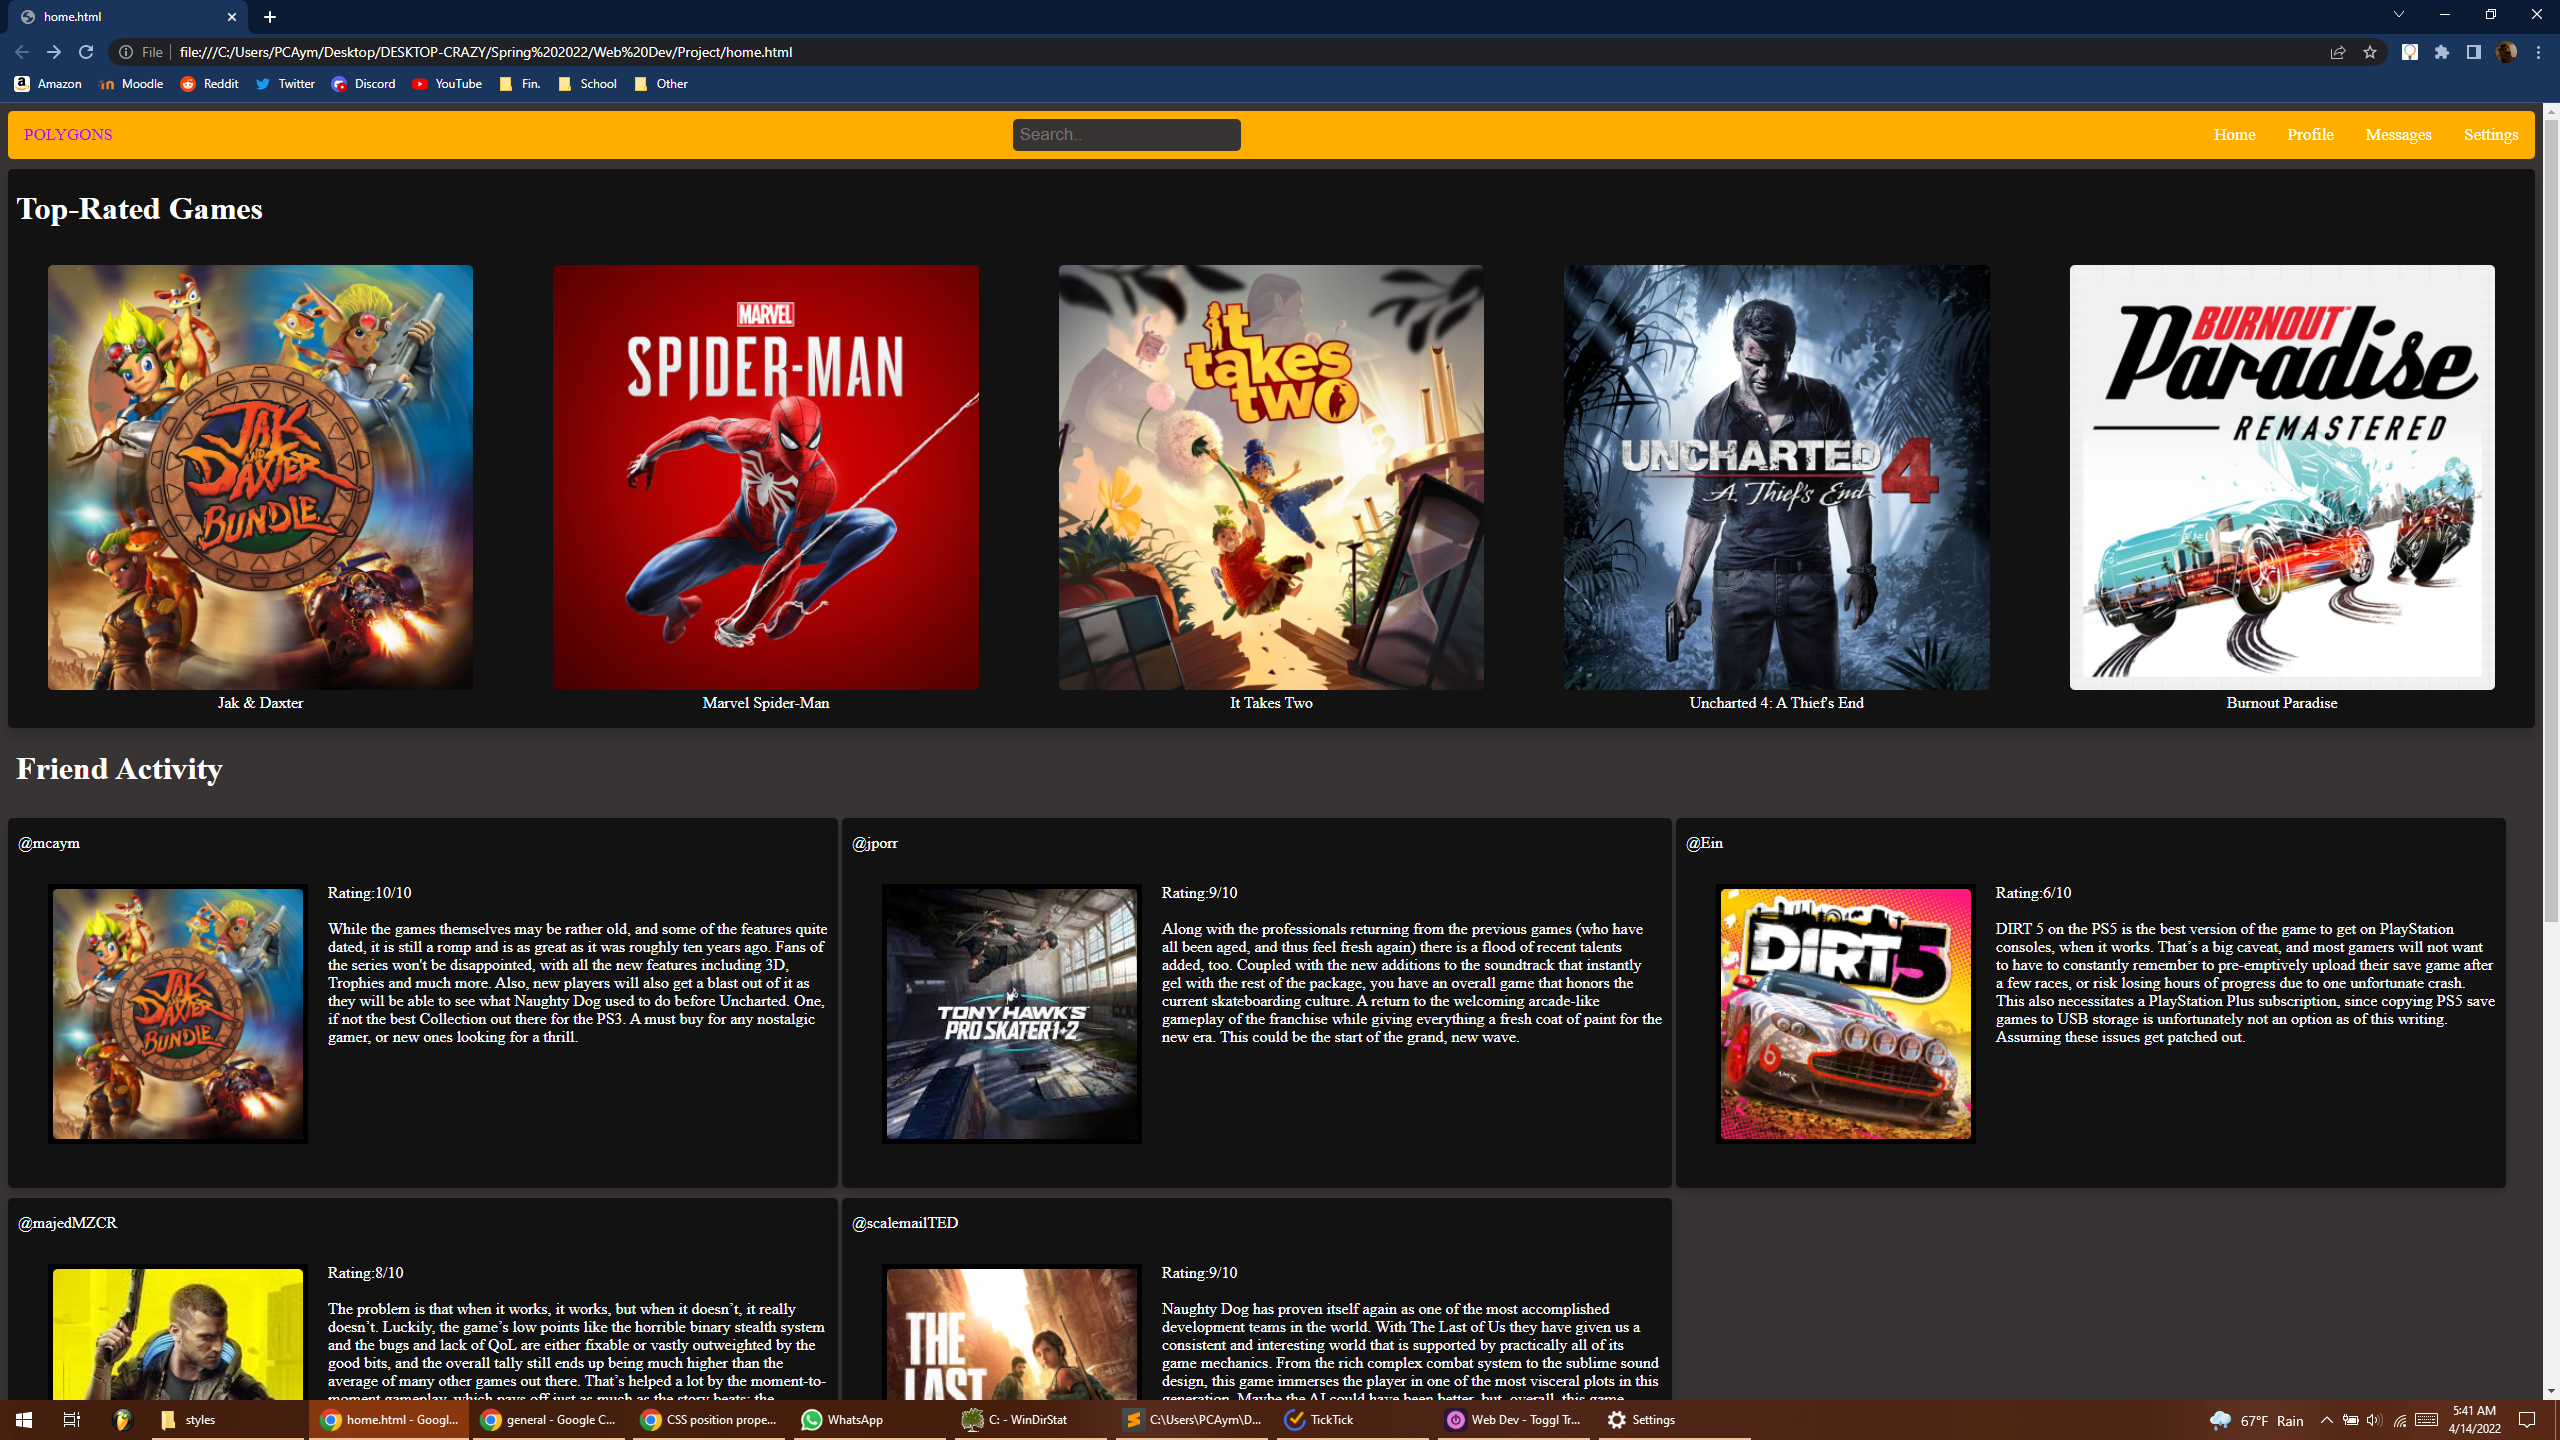 home.html
File file:///C:/Users/PCAym/Desktop/DESKTOP-CRAZY/Spring%202022/Web%20Dev/Project/home.html
Amazon Moodle Reddit Twitter Discord YouTube Fin. School Other
POLYGONS Search.. Home Profile Messages Settings
Top-Rated Games
JAK AND DAXTER BUNDLE
MARVEL SPIDER-MAN
it takes two
UNCHARTED 4 A Thief's End
BURNOUT Paradise REMASTERED
Jak & Daxter Marvel Spider-Man It Takes Two Uncharted 4: A Thief's End Burnout Paradise
Friend Activity
@mcaym
JAK AND DAXTER BUNDLE
Rating:10/10
While the games themselves may be rather old, and some of the features quite
dated, it is still a romp and is as great as it was roughly ten years ago. Fans of
the series won't be disappointed, with all the new features including 3D,
Trophies and much more. Also, new players will also get a blast out of it as
they will be able to see what Naughty Dog used to do before Uncharted. One,
if not the best Collection out there for the PS3. A must buy for any nostalgic
gamer, or new ones looking for a thrill.
@jporr
TONY HAWK'S
PRO SKATER 1+2
Rating:9/10
Along with the professionals returning from the previous games (who have
all been aged, and thus feel fresh again) there is a flood of recent talents
added, too. Coupled with the new additions to the soundtrack that instantly
gel with the rest of the package, you have an overall game that honors the
current skateboarding culture. A return to the welcoming arcade-like
gameplay of the franchise while giving everything a fresh coat of paint for the
new era. This could be the start of the grand, new wave.
@Ein
DIRT 5
Rating:6/10
DIRT 5 on the PS5 is the best version of the game to get on PlayStation
consoles, when it works. That’s a big caveat, and most gamers will not want
to have to constantly remember to pre-emptively upload their save game after
a few races, or risk losing hours of progress due to one unfortunate crash.
This also necessitates a PlayStation Plus subscription, since copying PS5 save
games to USB storage is unfortunately not an option as of this writing.
Assuming these issues get patched out.
@majedMZCR
Rating:8/10
The problem is that when it works, it works, but when it doesn’t, it really
doesn’t. Luckily, the game’s low points like the horrible binary stealth system
and the bugs and lack of QoL are either fixable or vastly outweighted by the
good bits, and the overall tally still ends up being much higher than the
average of many other games out there. That’s helped a lot by the moment-to-
moment gameplay, which pays off just as much as the story beats; the
@scalemailTED
THE
LAST
Rating:9/10
Naughty Dog has proven itself again as one of the most accomplished
development teams in the world. With The Last of Us they have given us a
consistent and interesting world that is supported by practically all of its
game mechanics. From the rich complex combat system to the sublime sound
design, this game immerses the player in one of the most visceral plots in this
generation. Maybe the AI could have been better, but, overall, this game
styles home.html - Googl... general - Google C... CSS position prope... WhatsApp C: - WinDirStat C:\Users\PCAym\D... TickTick Web Dev - Toggl Tr... Settings 67°F Rain 5:41 AM
4/14/2022